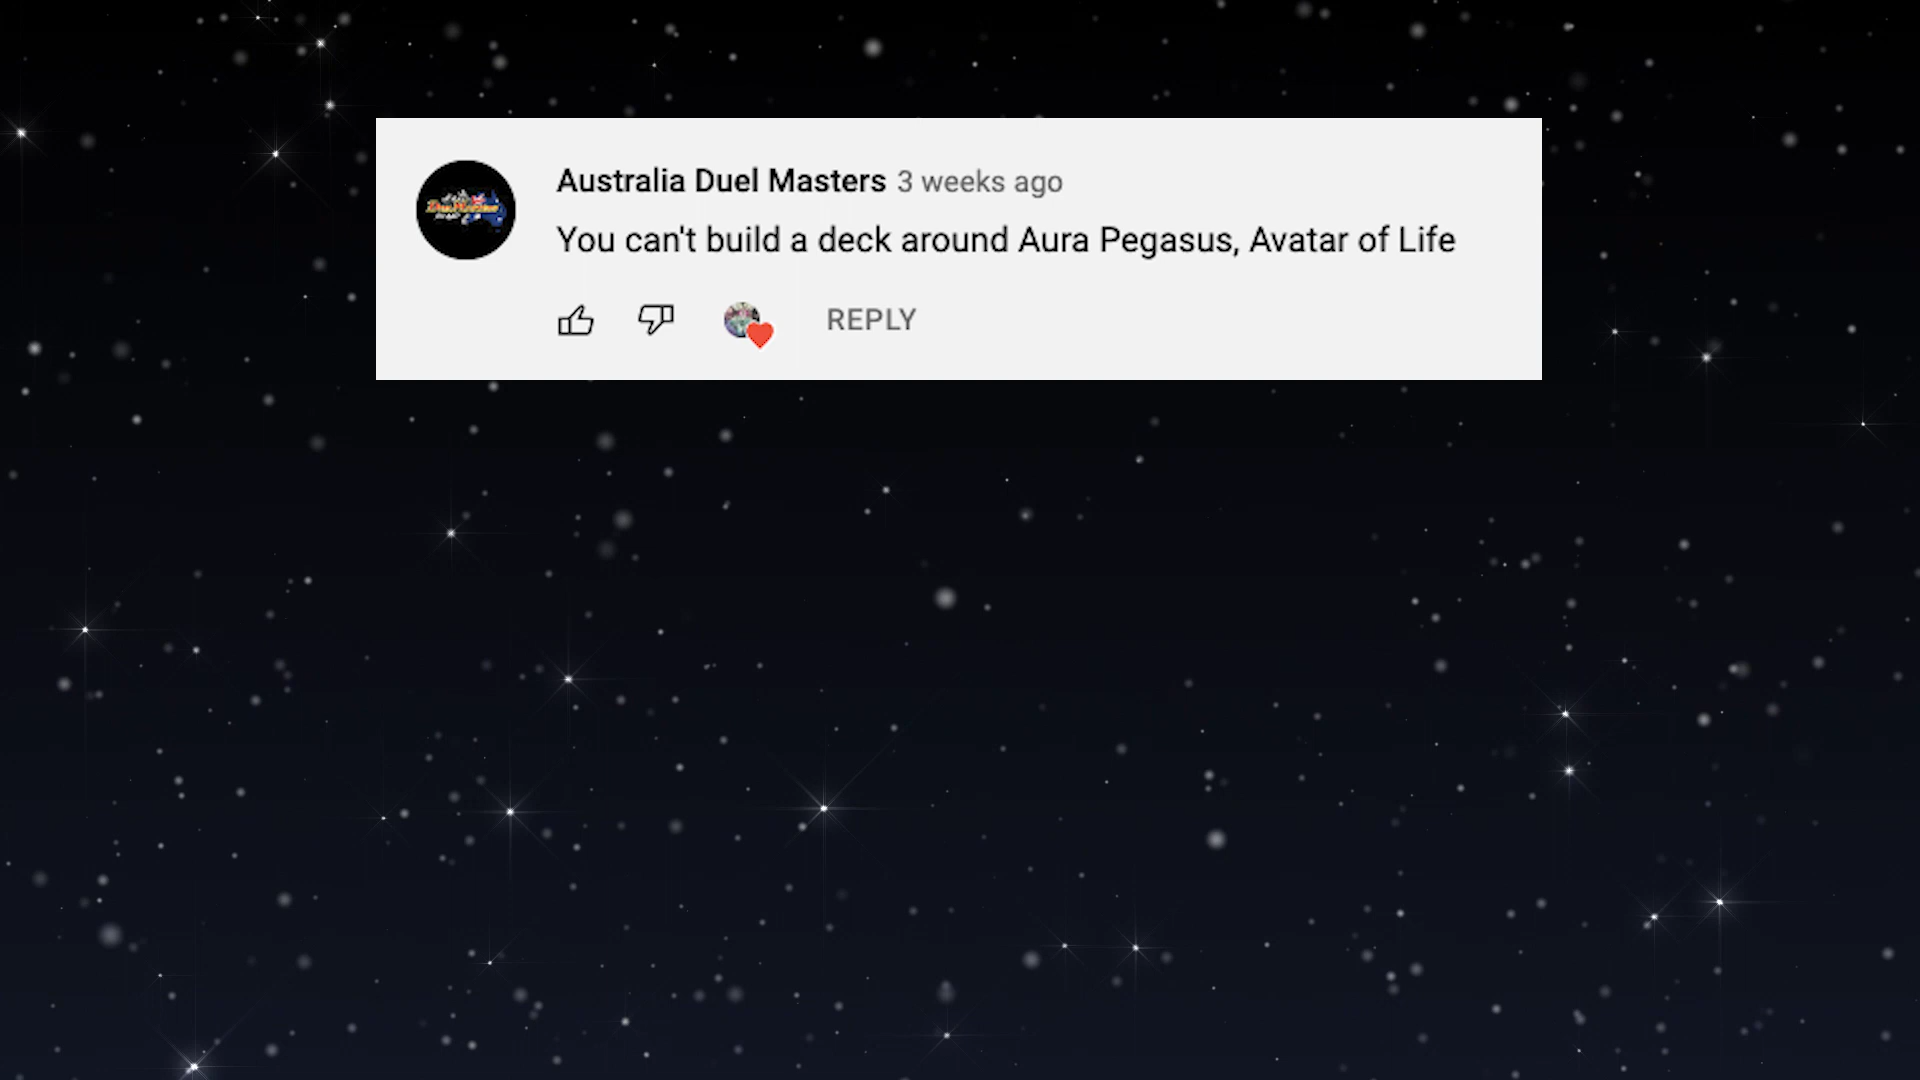 Australia Duel Masters 3 weeks ago
You can't build a deck around Aura Pegasus, Avatar of Life
REPLY